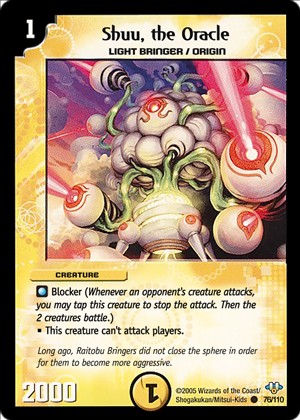 1
Shuu, the Oracle
LIGHT BRINGER / ORIGIN
CREATURE
Blocker (Whenever an opponent's creature attacks,
you may tap this creature to stop the attack. Then the
2 creatures battle.)
▪ This creature can't attack players.
Long ago, Raitobu Bringers did not close the sphere in order
for them to become more aggressive.
2000
1
©2005 Wizards of the Coast/
Shogakukan/Mitsui-Kids ● 76/110